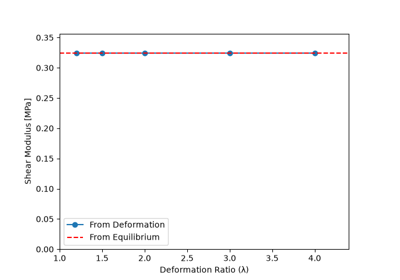 0.35
0.30
0.25
0.20
0.15
0.10
0.05
0.00
Shear Modulus [MPa]
From Deformation
From Equilibrium
1.0 1.5 2.0 2.5 3.0 3.5 4.0
Deformation Ratio (λ)